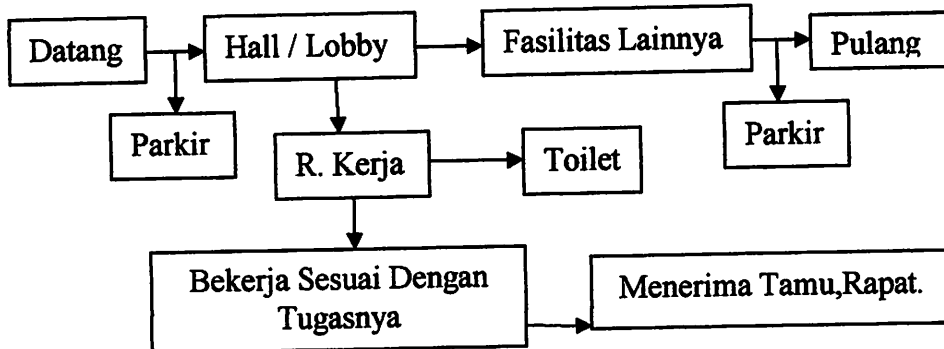 Datang
Hall / Lobby
Fasilitas Lainnya
Pulang
Parkir
Parkir
R. Kerja
Toilet
Bekerja Sesuai Dengan
Tugasnya
Menerima Tamu,Rapat.